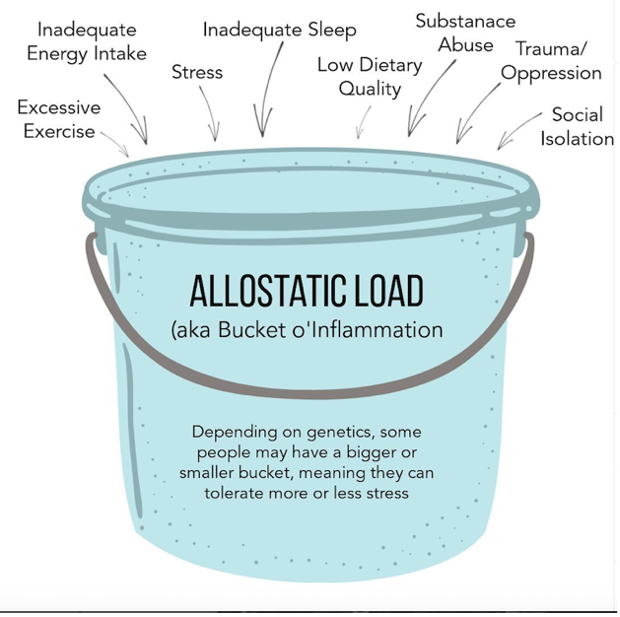 Inadequate
Energy Intake
Inadequate Sleep
Substanace
Abuse
Trauma/
Oppression
Stress
Low Dietary
Quality
Excessive
Exercise
Social
Isolation
ALLOSTATIC LOAD
(aka Bucket o'Inflammation
Depending on genetics, some
people may have a bigger or
smaller bucket, meaning they can
tolerate more or less stress